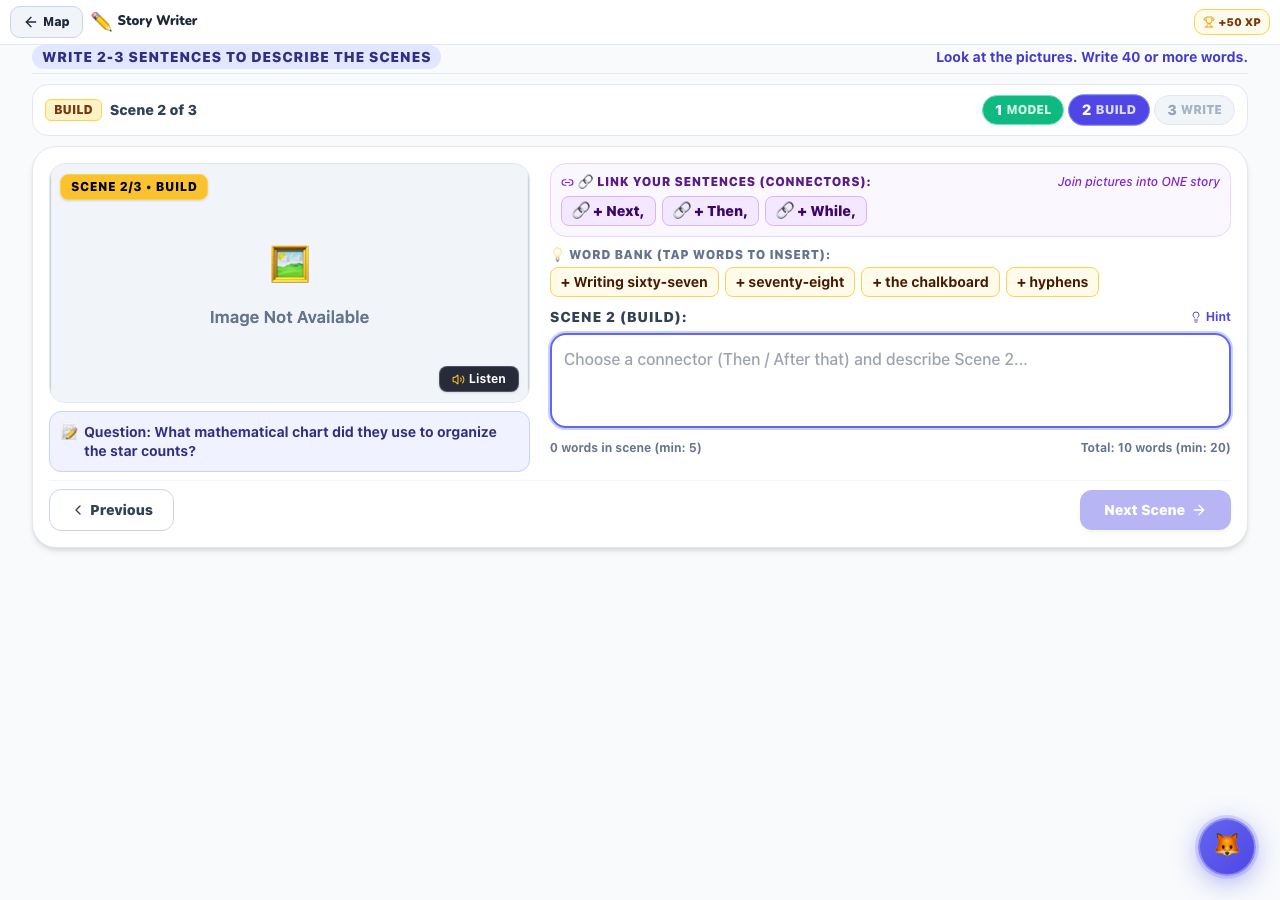 Map
Story Writer
+50 XP
WRITE 2-3 SENTENCES TO DESCRIBE THE SCENES
Look at the pictures. Write 40 or more words.
BUILD
Scene 2 of 3
1 MODEL
2 BUILD
3 WRITE
SCENE 2/3 • BUILD
Image Not Available
Listen
Question: What mathematical chart did they use to organize
the star counts?
LINK YOUR SENTENCES (CONNECTORS):
Join pictures into ONE story
+ Next,
+ Then,
+ While,
WORD BANK (TAP WORDS TO INSERT):
+ Writing sixty-seven
+ seventy-eight
+ the chalkboard
+ hyphens
SCENE 2 (BUILD):
Hint
Choose a connector (Then / After that) and describe Scene 2...
0 words in scene (min: 5)
Total: 10 words (min: 20)
Previous
Next Scene